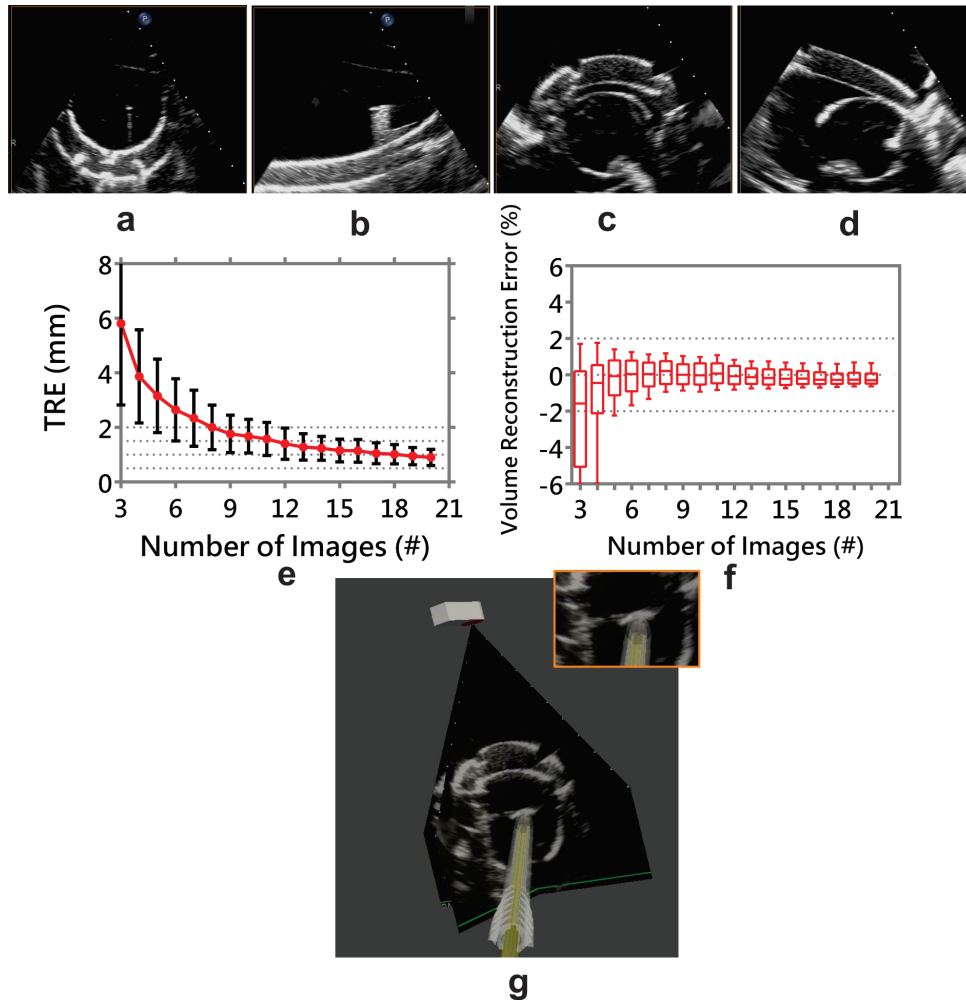 P
P
R
R
a
b
c
d
TRE (mm)
8
6
4
2
0
3 6 9 12 15 18 21
Number of Images (#)
e
Volume Reconstruction Error (%)
6
4
2
0
-2
-4
-6
3 6 9 12 15 18 21
Number of Images (#)
f
g